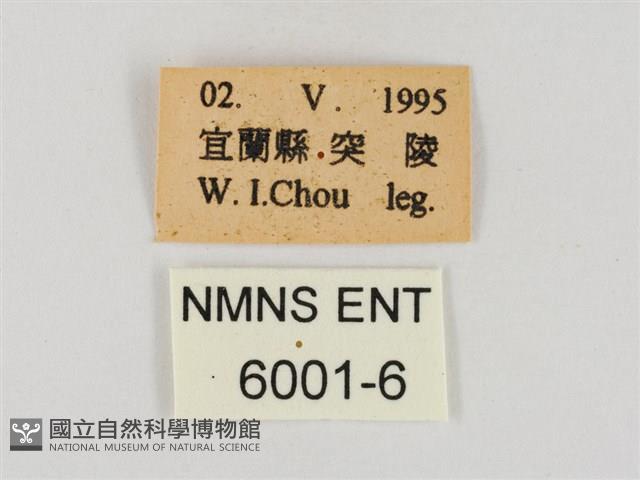 02. V. 1995
宜蘭縣.突 陵
W. I.Chou leg.
NMNS ENT
6001-6
國立自然科學博物館
NATIONAL MUSEUM OF NATURAL SCIENCE